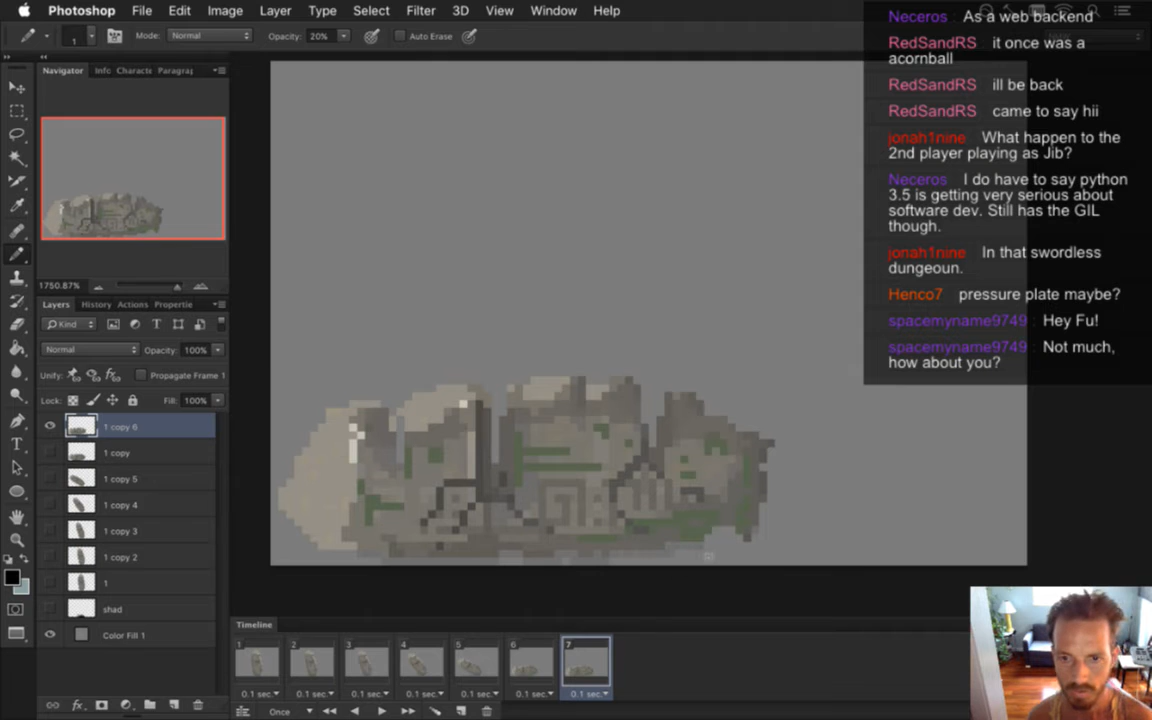 Photoshop File Edit Image Layer Type Select Filter 3D View Window Help
1 Mode: Normal Opacity: 20% Auto Erase
Navigator Info Characte Paragraj
1750.87%
Layers History Actions Propertie
Kind
Normal Opacity: 100%
Unify: Propagate Frame 1
Lock: Fill: 100%
1 copy 6
1 copy
1 copy 5
1 copy 4
1 copy 3
1 copy 2
1
shad
Color Fill 1
Timeline
1 2 3 4 5 6 7
0.1 sec. 0.1 sec. 0.1 sec. 0.1 sec. 0.1 sec. 0.1 sec. 0.1 sec.
Once
Neceros : As a web backend
RedSandRS it once was a
acornball
RedSandRS ill be back
RedSandRS came to say hii
jonah1nine What happen to the
2nd player playing as Jib?
Neceros I do have to say python
3.5 is getting very serious about
software dev. Still has the GIL
though.
jonah1nine In that swordless
dungeoun.
Henco7 pressure plate maybe?
spacemyname9749 : Hey Fu!
spacemyname9749 : Not much,
how about you?